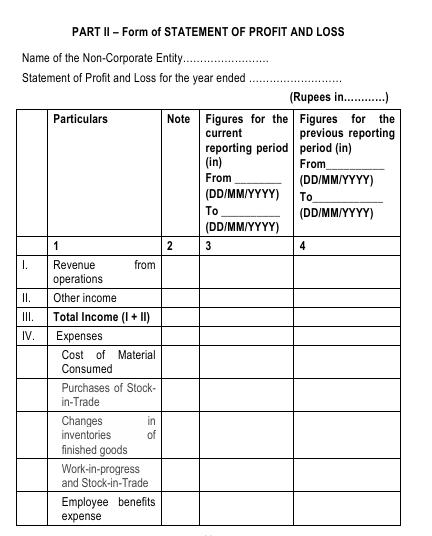 PART II – Form of STATEMENT OF PROFIT AND LOSS
Name of the Non-Corporate Entity……………………
Statement of Profit and Loss for the year ended ………………………
(Rupees in…………)
Particulars
Note
Figures for the
current
reporting period
(in)
From ________
(DD/MM/YYYY)
To __________
(DD/MM/YYYY)
Figures for the
previous reporting
period (in)
From__________
(DD/MM/YYYY)
To____________
(DD/MM/YYYY)
1
2
3
4
I.
Revenue from
operations
II.
Other income
III.
Total Income (I + II)
IV.
Expenses
Cost of Material
Consumed
Purchases of Stock-
in-Trade
Changes in
inventories of
finished goods
Work-in-progress
and Stock-in-Trade
Employee benefits
expense